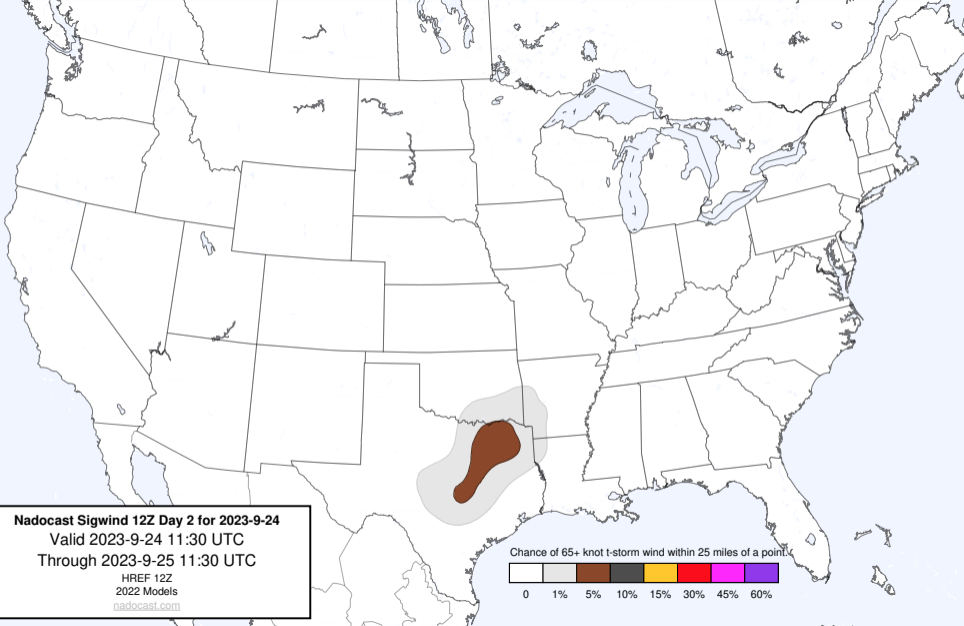 Nadocast Sigwind 12Z Day 2 for 2023-9-24
Valid 2023-9-24 11:30 UTC
Through 2023-9-25 11:30 UTC
HREF 12Z
2022 Models
nadocast.com
Chance of 65+ knot t-storm wind within 25 miles of a point.
0 1% 5% 10% 15% 30% 45% 60%